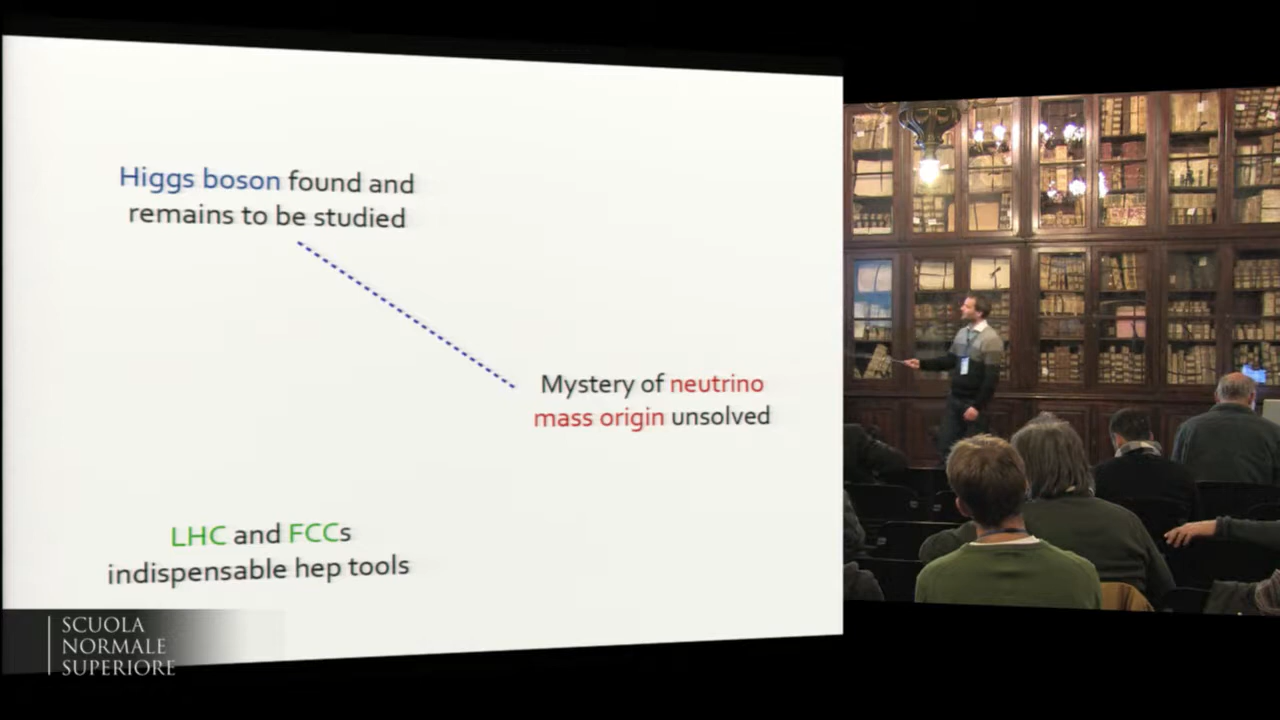 Higgs boson found and
remains to be studied
Mystery of neutrino
mass origin unsolved
LHC and FCCs
indispensable hep tools
SCUOLA
NORMALE
SUPERIORE